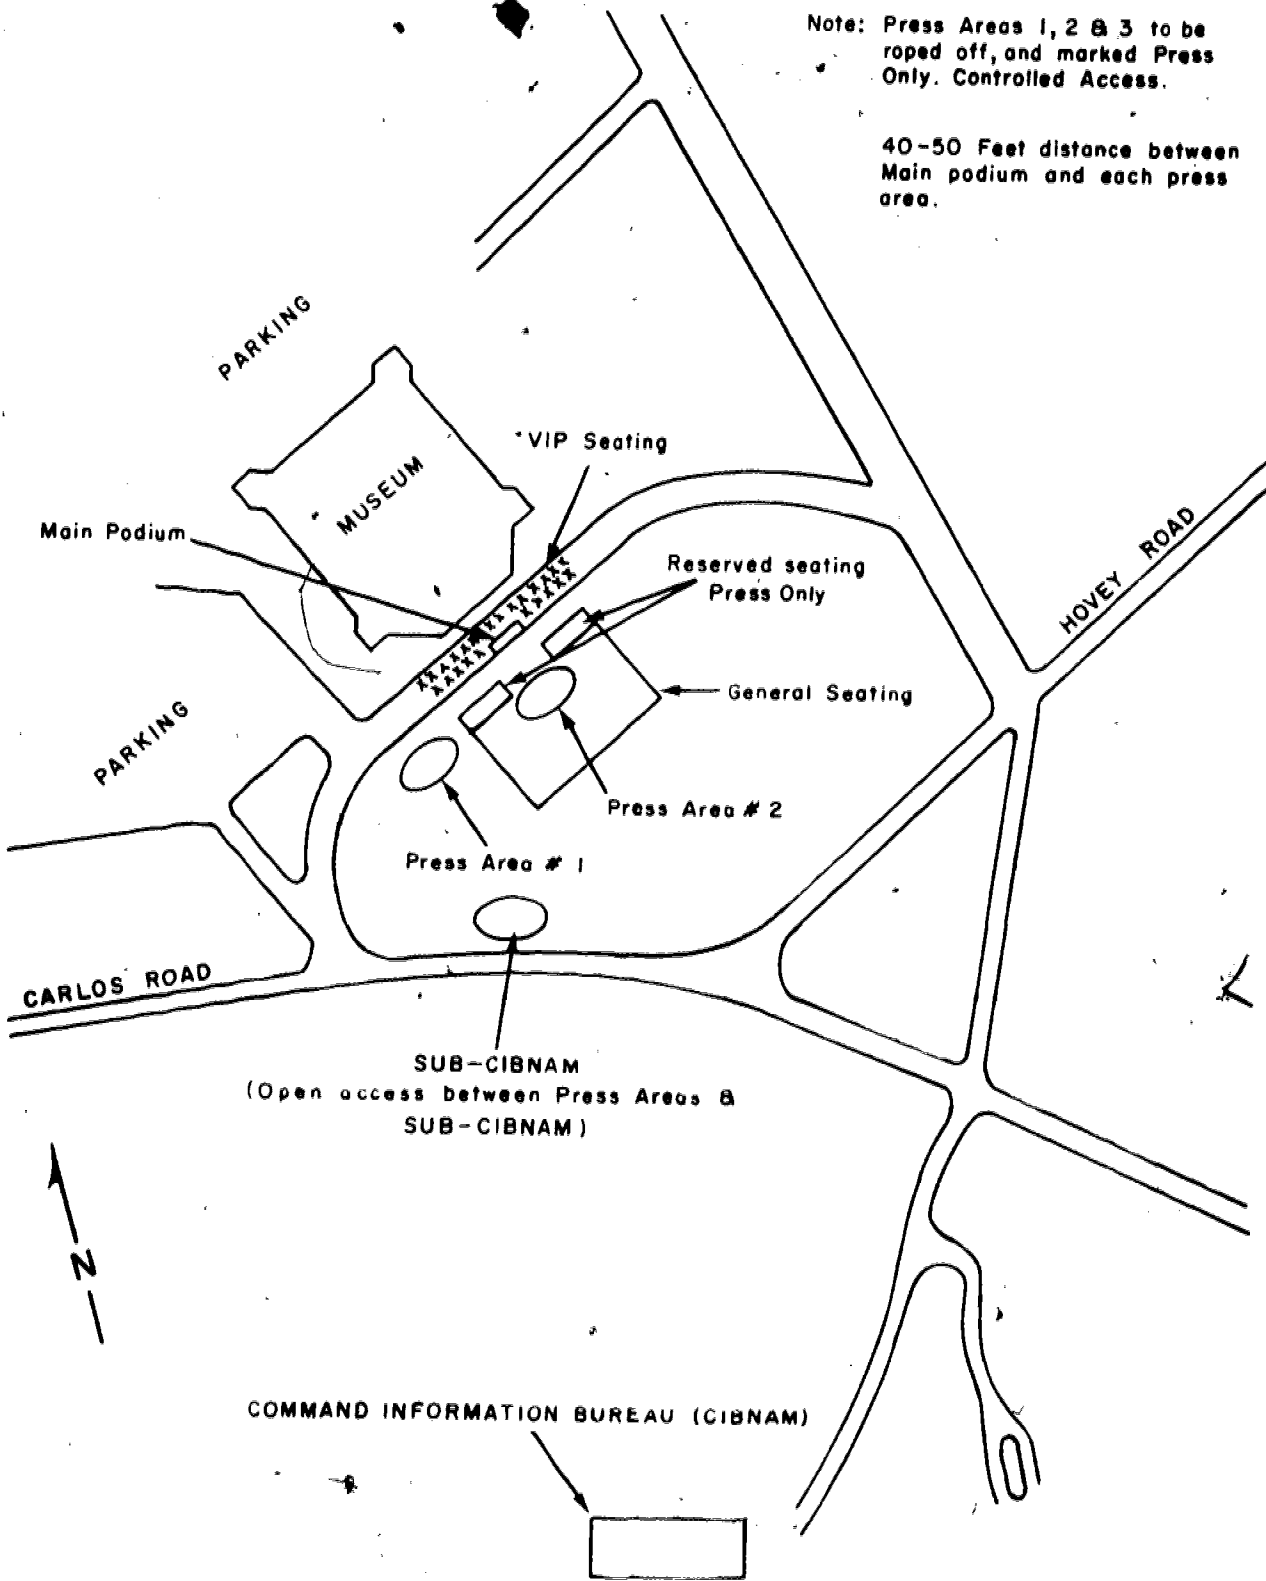 Note: Press Areas 1, 2 & 3 to be
roped off, and marked Press
Only. Controlled Access.
40-50 Feet distance between
Main podium and each press
area.
PARKING
VIP Seating
MUSEUM
Main Podium
HOVEY ROAD
Reserved seating
Press Only
General Seating
PARKING
Press Area # 2
Press Area # 1
CARLOS ROAD
SUB-CIBNAM
(Open access between Press Areas &
SUB-CIBNAM)
N
COMMAND INFORMATION BUREAU (CIBNAM)